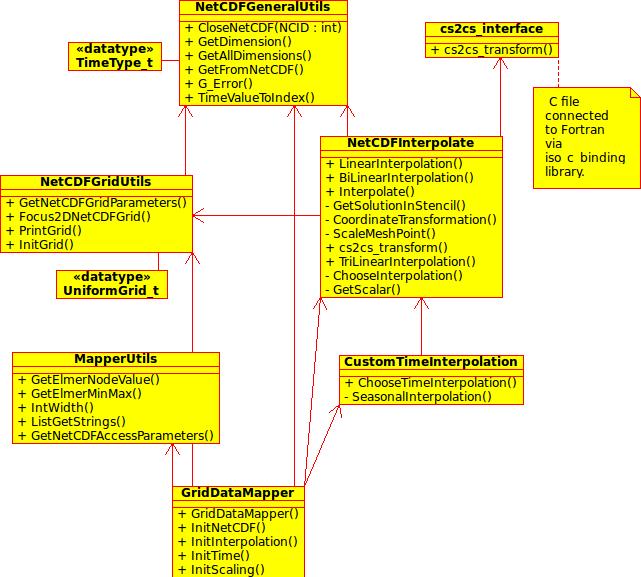 NetCDFGeneralUtils
+ CloseNetCDF(NCID : int)
+ GetDimension()
+ GetAllDimensions()
+ GetFromNetCDF()
+ G_Error()
+ TimeValueToIndex()
«datatype»
TimeType_t
cs2cs_interface
+ cs2cs_transform()
C file
connected
to Fortran
via
iso_c_binding
library.
NetCDFInterpolate
+ LinearInterpolation()
+ BiLinearInterpolation()
+ Interpolate()
- GetSolutionInStencil()
- CoordinateTransformation()
- ScaleMeshPoint()
+ cs2cs_transform()
+ TriLinearInterpolation()
- ChooseInterpolation()
- GetScalar()
NetCDFGridUtils
+ GetNetCDFGridParameters()
+ Focus2DNetCDFGrid()
+ PrintGrid()
+ InitGrid()
«datatype»
UniformGrid_t
MapperUtils
+ GetElmerNodeValue()
+ GetElmerMinMax()
+ IntWidth()
+ ListGetStrings()
+ GetNetCDFAccessParameters()
CustomTimeInterpolation
+ ChooseTimeInterpolation()
- SeasonalInterpolation()
GridDataMapper
+ GridDataMapper()
+ InitNetCDF()
+ InitInterpolation()
+ InitTime()
+ InitScaling()